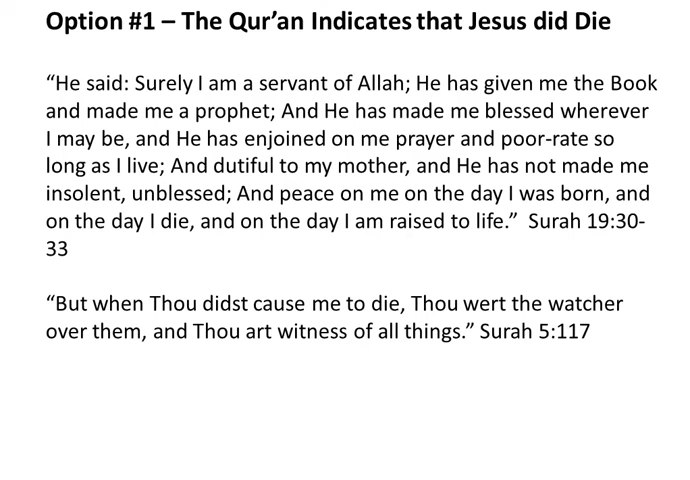 Option #1 – The Qur’an Indicates that Jesus did Die
“He said: Surely I am a servant of Allah; He has given me the Book
and made me a prophet; And He has made me blessed wherever
I may be, and He has enjoined on me prayer and poor-rate so
long as I live; And dutiful to my mother, and He has not made me
insolent, unblessed; And peace on me on the day I was born, and
on the day I die, and on the day I am raised to life.”  Surah 19:30-
33
“But when Thou didst cause me to die, Thou wert the watcher
over them, and Thou art witness of all things.” Surah 5:117